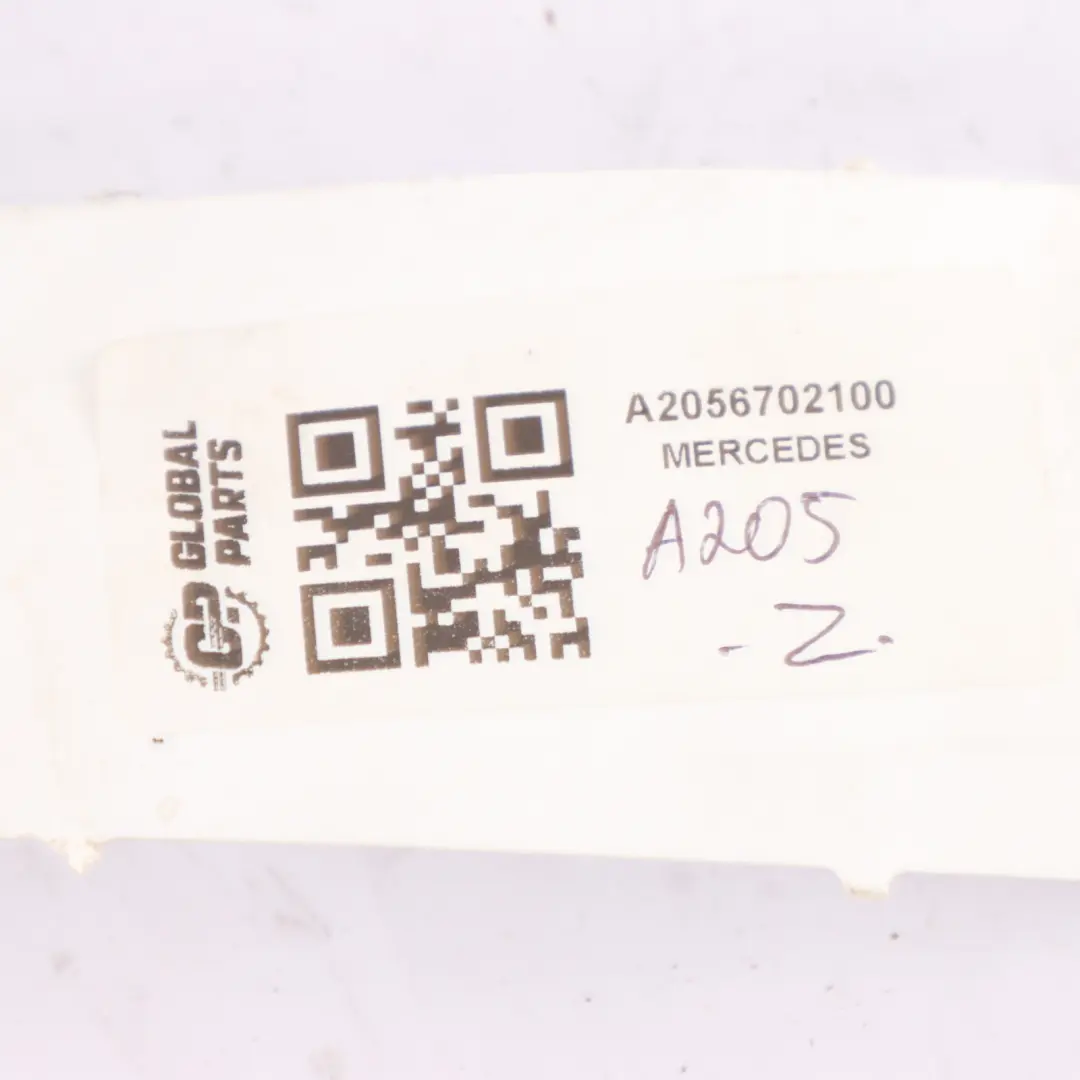 GLOBAL
PARTS
A2056702100
MERCEDES
A205
- Z.